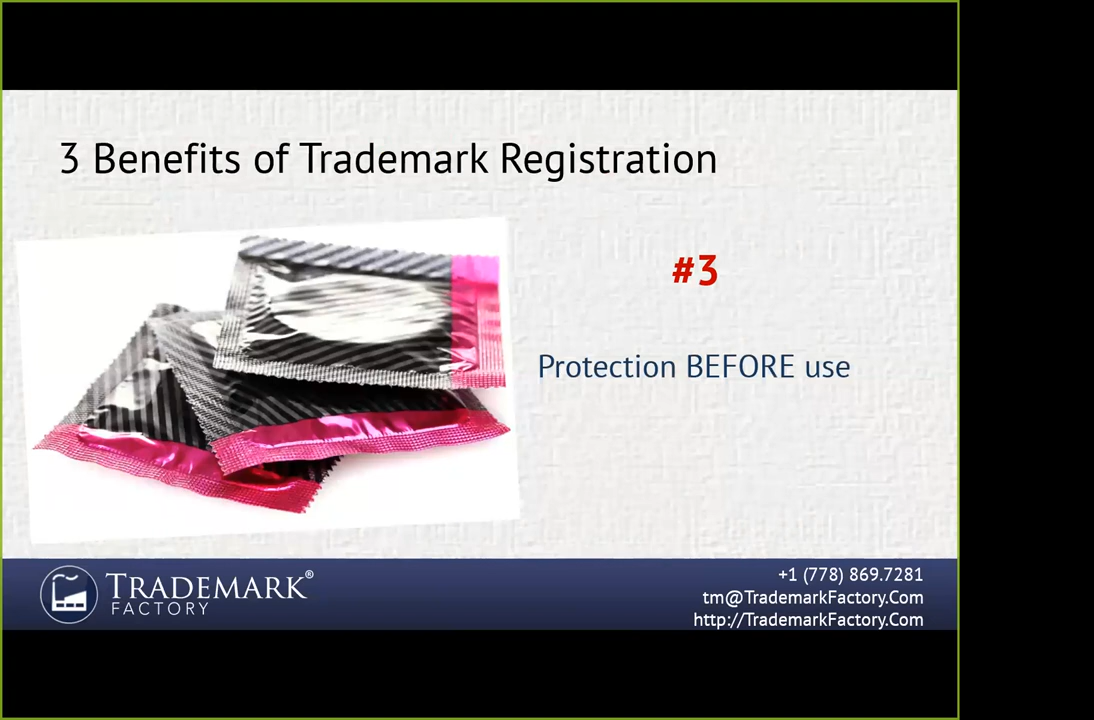 3 Benefits of Trademark Registration
#3
Protection BEFORE use
TRADEMARK®
FACTORY
+1 (778) 869.7281
tm@TrademarkFactory.Com
http://TrademarkFactory.Com